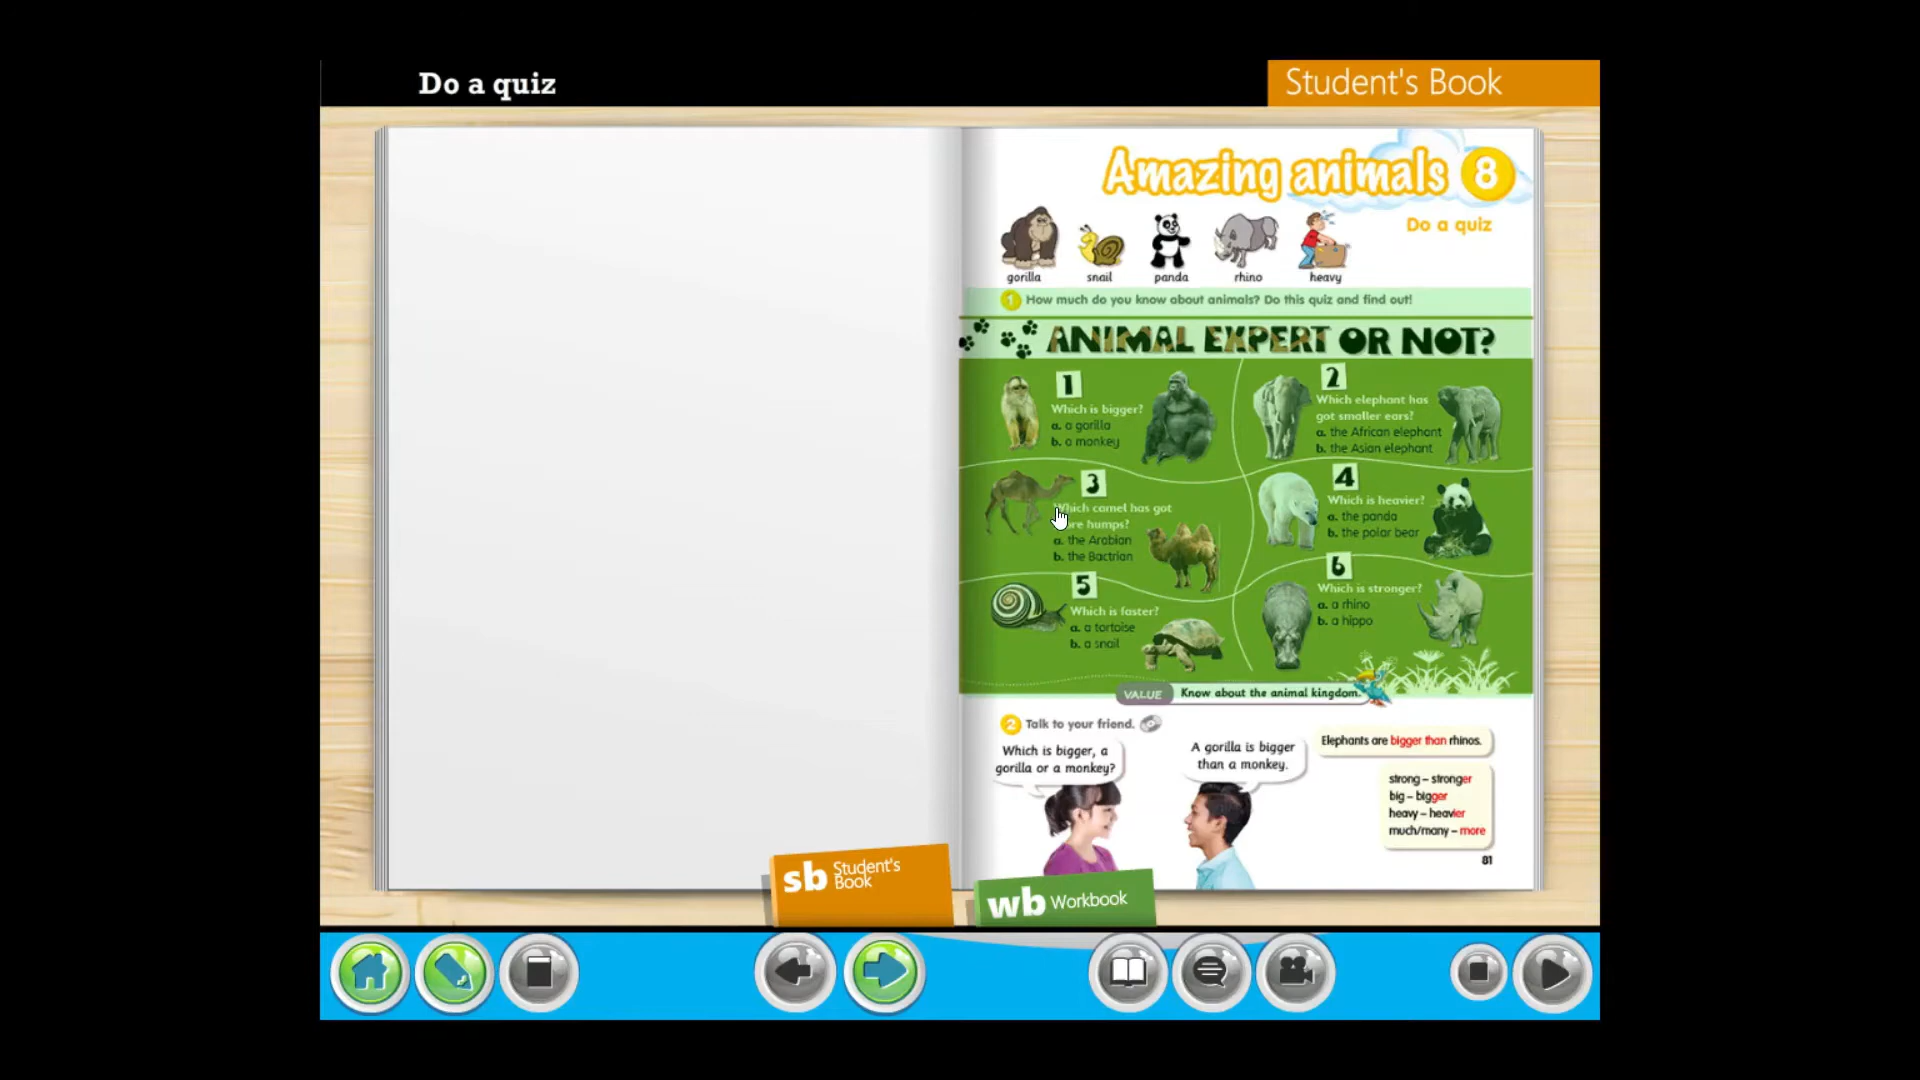 Do a quiz
Student's Book
Amazing animals 8
Do a quiz
gorilla snail panda rhino heavy
1 How much do you know about animals? Do this quiz and find out!
ANIMAL EXPERT OR NOT?
1
Which is bigger?
a. a gorilla
b. a monkey
2
Which elephant has
got smaller ears?
a. the African elephant
b. the Asian elephant
3
Which camel has got
humps?
a. the Arabian
b. the Bactrian
4
Which is heavier?
a. the panda
b. the polar bear
5
Which is faster?
a. a tortoise
b. a snail
6
Which is stronger?
a. a rhino
b. a hippo
VALUE Know about the animal kingdom.
2 Talk to your friend.
Which is bigger, a
gorilla or a monkey?
A gorilla is bigger
than a monkey.
Elephants are bigger than rhinos.
strong – stronger
big – bigger
heavy – heavier
much/many – more
81
sb Student's
Book
wb Workbook